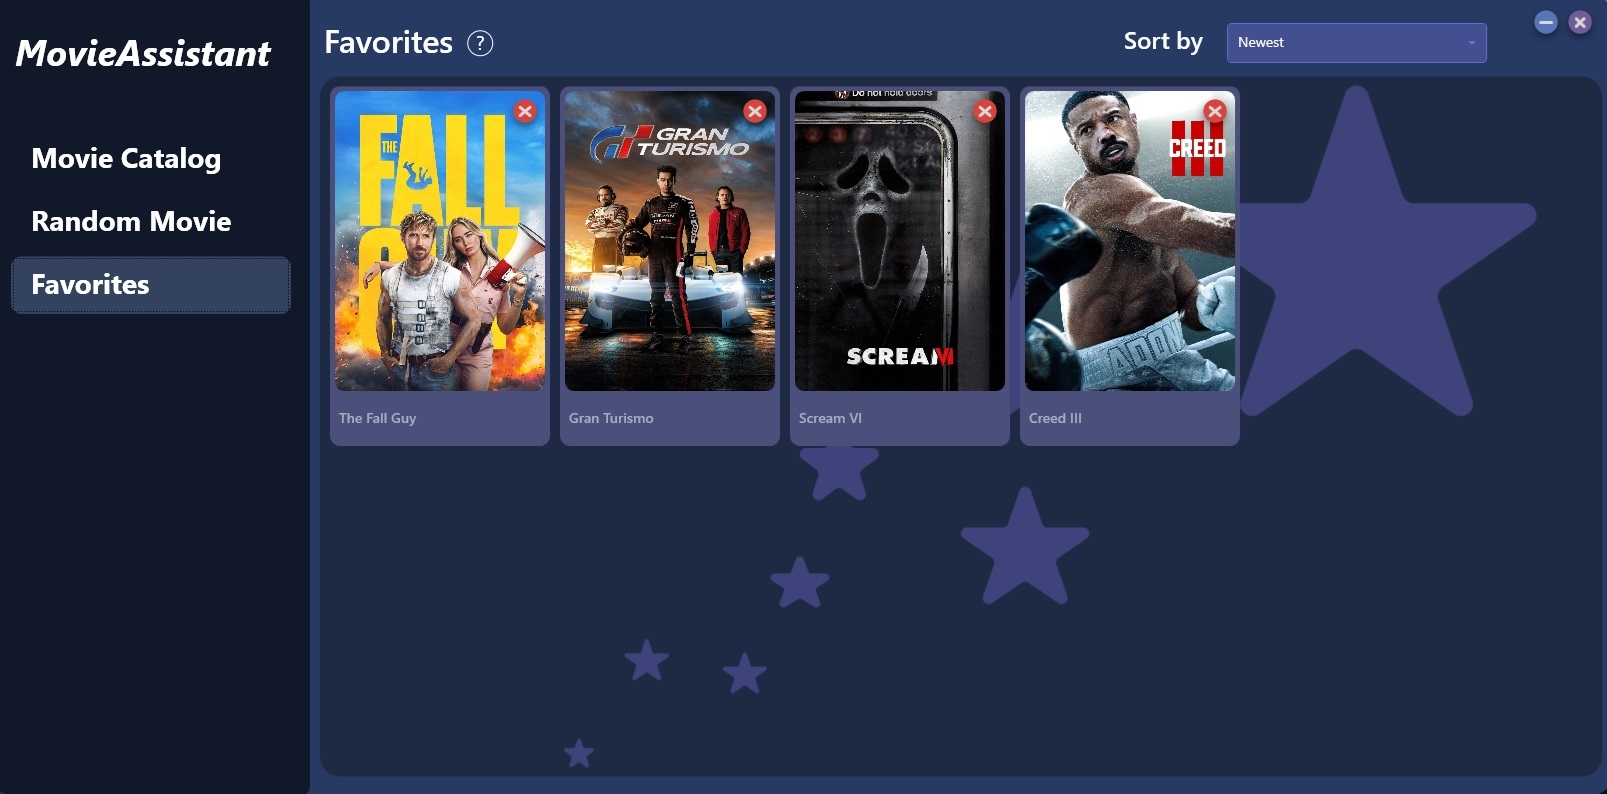 MovieAssistant
Movie Catalog
Random Movie
Favorites
Favorites ?
Sort by
Newest
THE
FALL
GUY
The Fall Guy
GRAN
TURISMO
Gran Turismo
Do not hold doors
SCREAM
Scream VI
CREED
III
Creed III